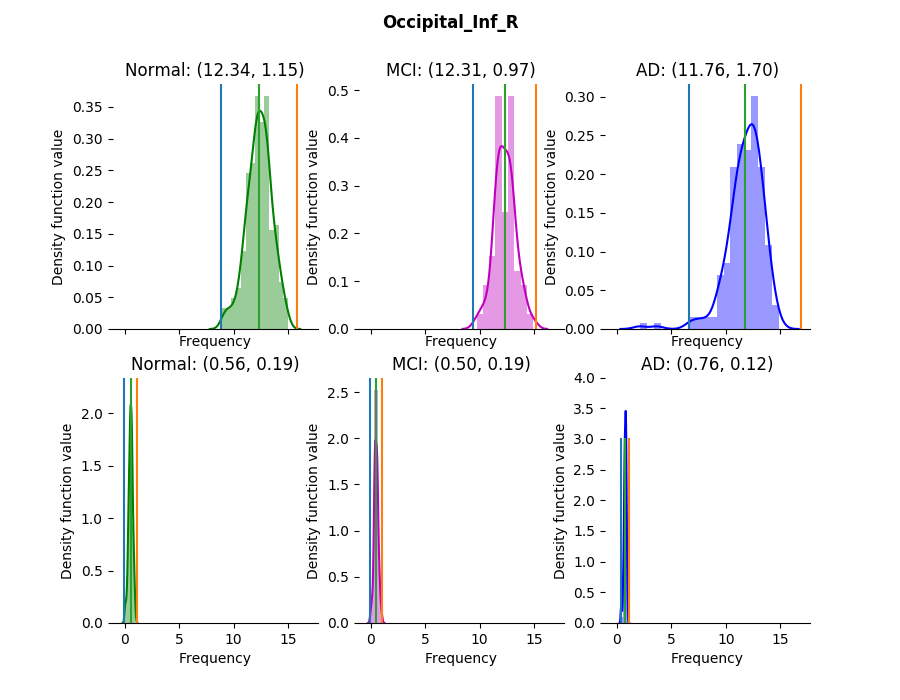 Occipital_Inf_R
Normal: (12.34, 1.15)
MCI: (12.31, 0.97)
AD: (11.76, 1.70)
Density function value
0.35
0.30
0.25
0.20
0.15
0.10
0.05
0.00
Frequency
Density function value
0.5
0.4
0.3
0.2
0.1
0.0
Frequency
Density function value
0.30
0.25
0.20
0.15
0.10
0.05
0.00
Frequency
Normal: (0.56, 0.19)
MCI: (0.50, 0.19)
AD: (0.76, 0.12)
Density function value
2.0
1.5
1.0
0.5
0.0
0 5 10 15
Frequency
Density function value
2.5
2.0
1.5
1.0
0.5
0.0
0 5 10 15
Frequency
Density function value
4.0
3.5
3.0
2.5
2.0
1.5
1.0
0.5
0.0
0 5 10 15
Frequency